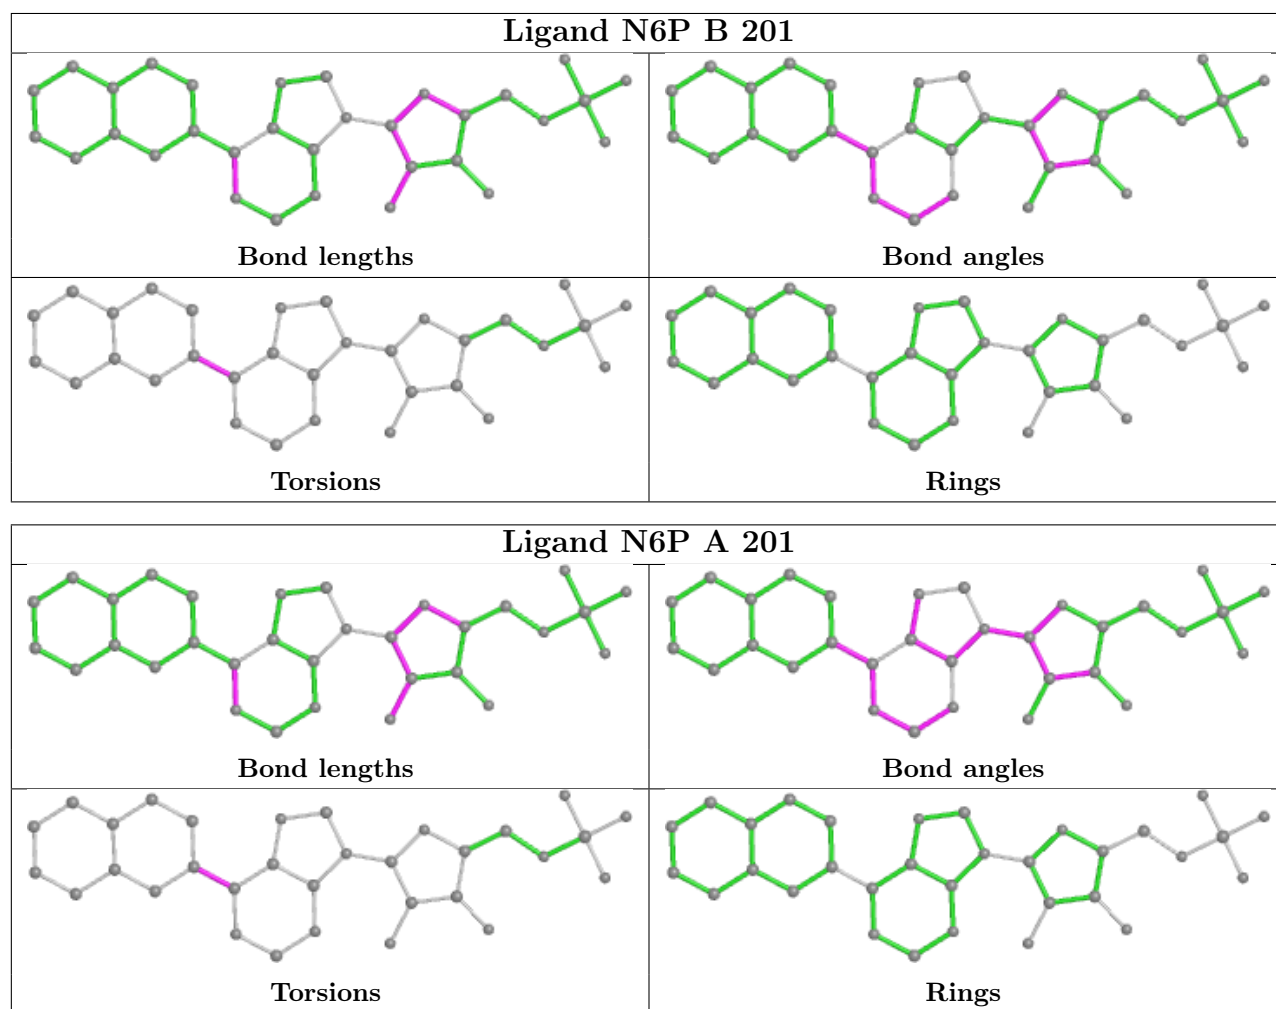 Ligand N6P B 201
Bond lengths
Bond angles
Torsions
Rings
Ligand N6P A 201
Bond lengths
Bond angles
Torsions
Rings